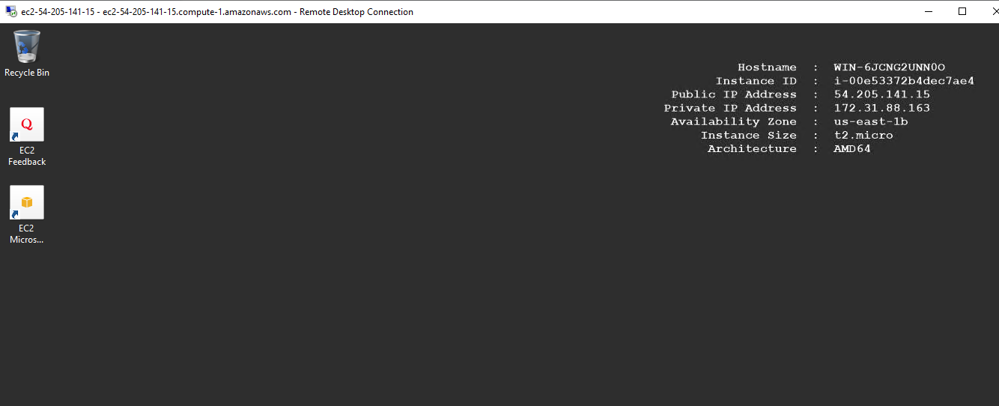 ec2-54-205-141-15 - ec2-54-205-141-15.compute-1.amazonaws.com - Remote Desktop Connection
Recycle Bin
Q
EC2
Feedback
EC2
Micros...
Hostname : WIN-6JCNG2UNN0O
Instance ID : i-00e53372b4dec7ae4
Public IP Address : 54.205.141.15
Private IP Address : 172.31.88.163
Availability Zone : us-east-1b
Instance Size : t2.micro
Architecture : AMD64